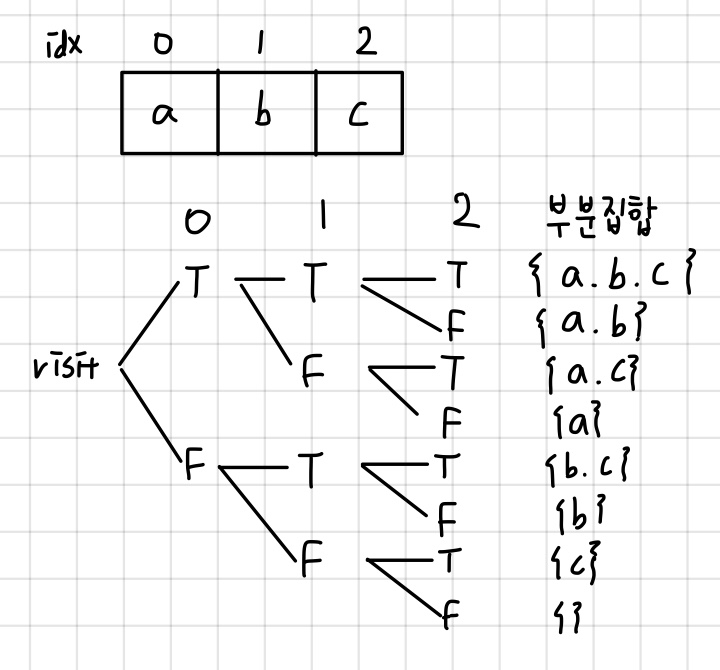 idx 0 1 2
a b c
0 1 2 부분집합
T T T { a.b.c }
F { a.b }
visit F T { a.c }
F {a}
F T T {b.c}
F {b}
F T {c}
F { }